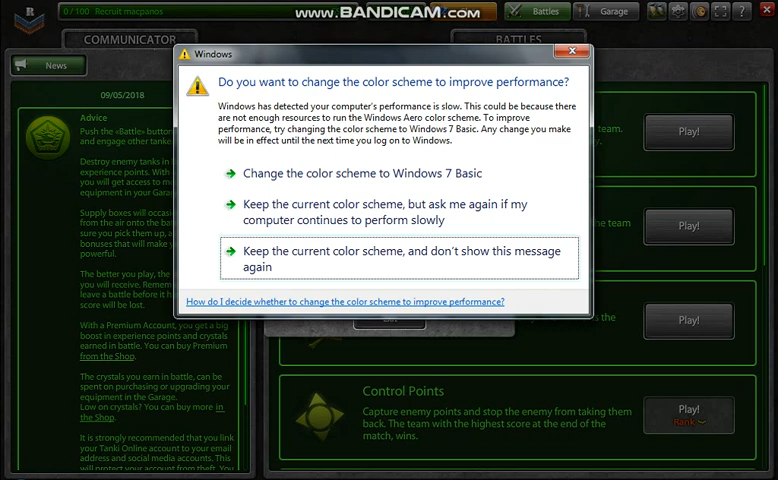 0 / 100 Recruit macpanos
www.BANDICAM.com
Battles
Garage
?
R
COMMUNICATOR
BATTLES
News
09/05/2018
Advice
Push the «Battle» button
and engage other tanke
Destroy enemy tanks in
experience points. With
you will get access to m
equipment in your Garag
Supply boxes will occas
from the air onto the bat
sure you pick them up, a
bonuses that will make y
powerful.
The better you play, the
you will receive. Remem
leave a battle before it h
score will be lost.
With a Premium Account, you get a big
boost in experience points and crystals
earned in battle. You can buy Premium
from the Shop.
The crystals you earn in battle, can be
spent on purchasing or upgrading your
equipment in the Garage.
Low on crystals? You can buy more in
the Shop.
It is strongly recommended that you link
your Tanki Online account to your email
address and social media accounts. This
will protect your account from theft. You
Windows
Do you want to change the color scheme to improve performance?
Windows has detected your computer's performance is slow. This could be because there
are not enough resources to run the Windows Aero color scheme. To improve
performance, try changing the color scheme to Windows 7 Basic. Any change you make
will be in effect until the next time you log on to Windows.
Change the color scheme to Windows 7 Basic
Keep the current color scheme, but ask me again if my
computer continues to perform slowly
Keep the current color scheme, and don't show this message
again
How do I decide whether to change the color scheme to improve performance?
team.
Play!
the team
Play!
s the
Play!
Control Points
Capture enemy points and stop the enemy from taking them
back. The team with the highest score at the end of the
match, wins.
Play!
Rank